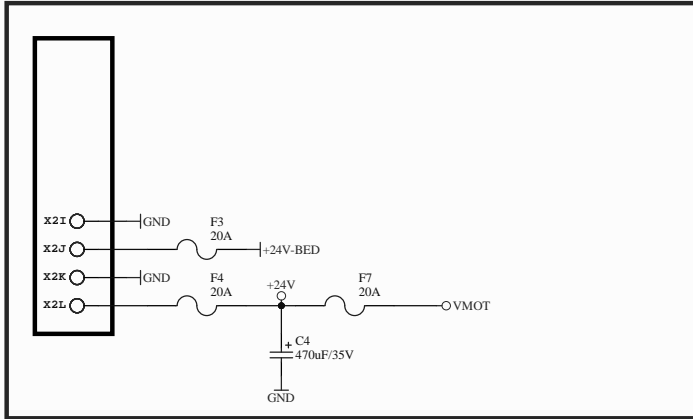 X2I
GND
F3
20A
X2J
+24V-BED
X2K
GND
F4
20A
+24V
F7
20A
X2L
VMOT
C4
+
470uF/35V
GND